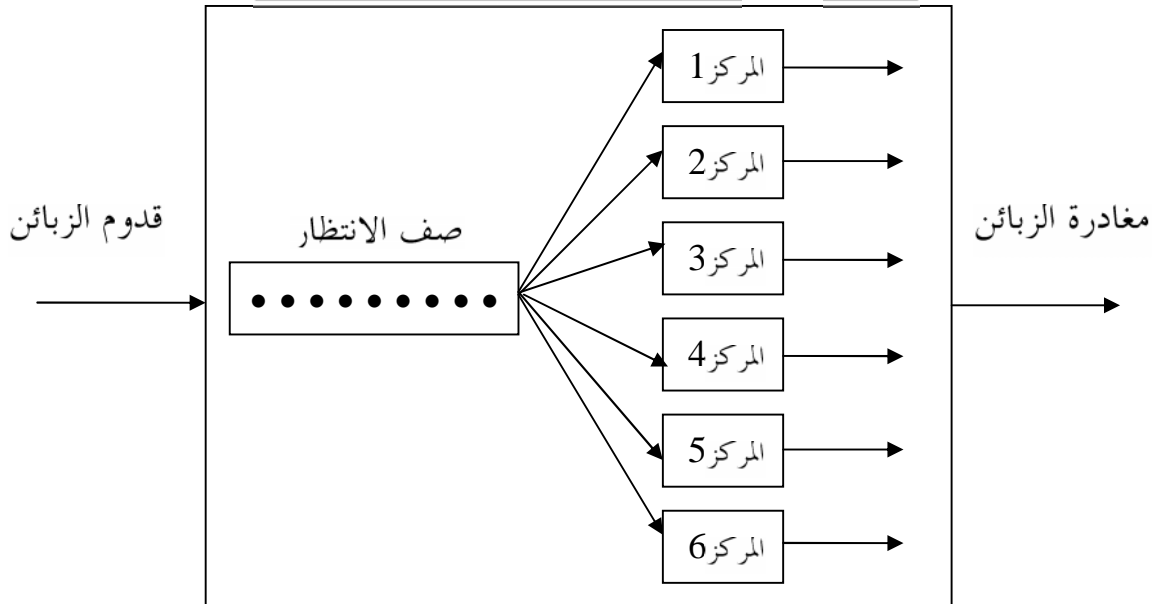 المركز1
المركز2
قدوم الزبائن
صف الانتظار
المركز3
مغادرة الزبائن
المركز4
المركز5
المركز6